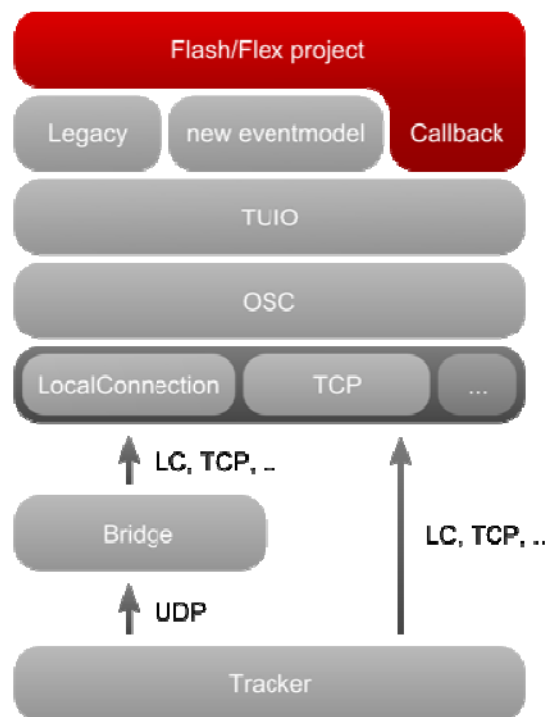 Flash/Flex project
Legacy
new eventmodel
Callback
TUIO
OSC
LocalConnection
TCP
...
LC, TCP, ..
Bridge
LC, TCP, ..
UDP
Tracker